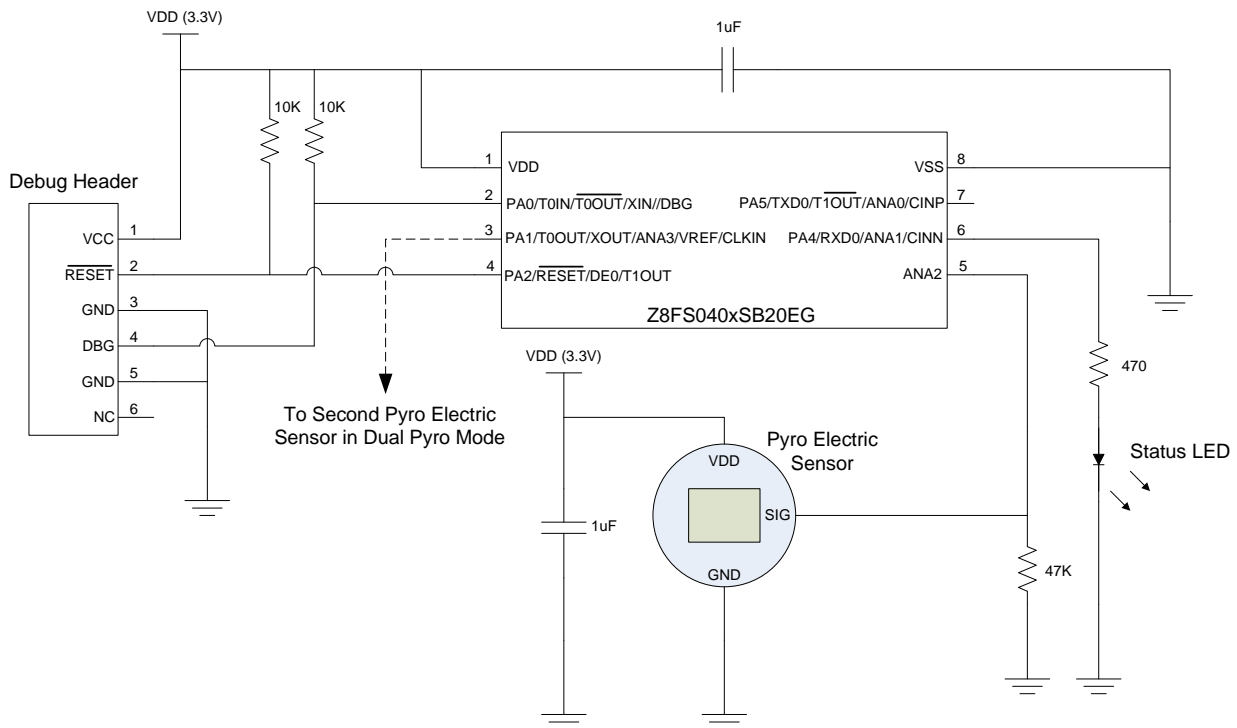 VDD (3.3V)
1uF
10K
10K
Debug Header
VCC
1
RESET
2
GND
3
DBG
4
GND
5
NC
6
1
VDD
2
PA0/T0IN/T0OUT/XIN//DBG
3
PA1/T0OUT/XOUT/ANA3/VREF/CLKIN
4
PA2/RESET/DE0/T1OUT
VSS
8
PA5/TXD0/T1OUT/ANA0/CINP
7
PA4/RXD0/ANA1/CINN
6
ANA2
5
Z8FS040xSB20EG
To Second Pyro Electric
Sensor in Dual Pyro Mode
VDD (3.3V)
1uF
Pyro Electric
Sensor
VDD
SIG
GND
47K
470
Status LED